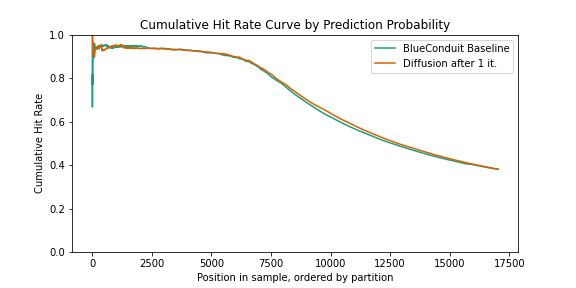 Cumulative Hit Rate Curve by Prediction Probability
BlueConduit Baseline
Diffusion after 1 it.
Cumulative Hit Rate
1.0
0.8
0.6
0.4
0.2
0.0
0 2500 5000 7500 10000 12500 15000 17500
Position in sample, ordered by partition